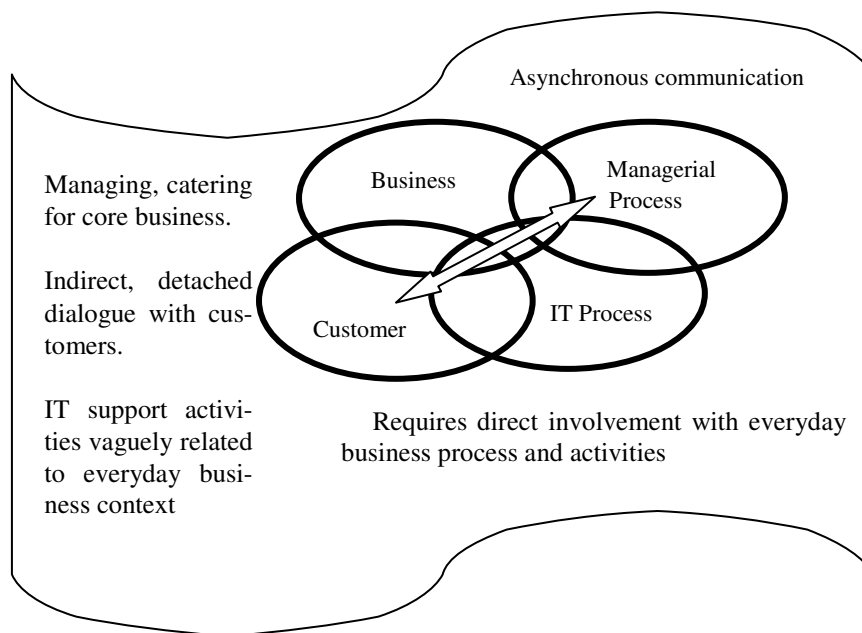 Asynchronous communication
Business
Managerial
Process
Managing, catering
for core business.
Indirect, detached
dialogue with cus-
tomers.
Customer
IT Process
IT support activi-
ties vaguely related
to everyday busi-
ness context
Requires direct involvement with everyday
business process and activities